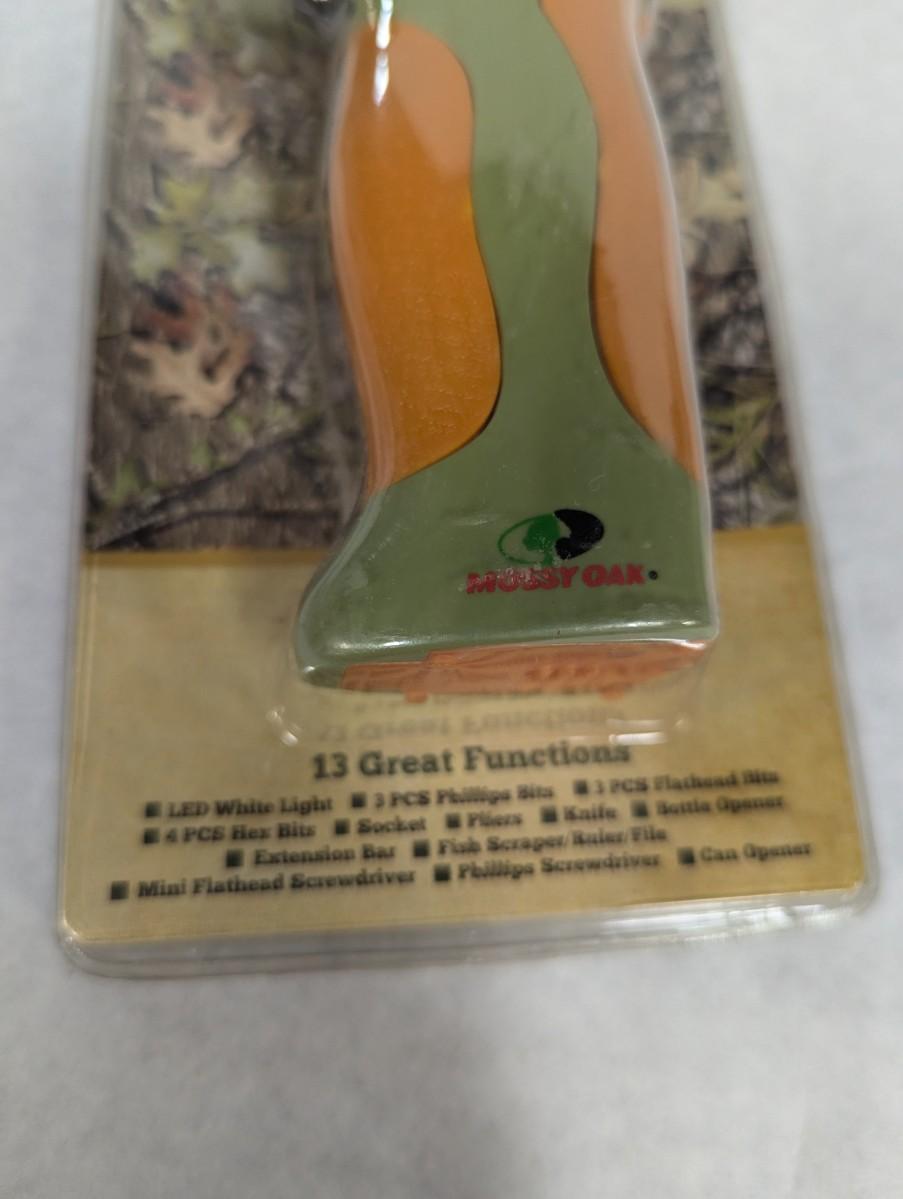 MOSSY OAK
13 Great Functions
■ LED White Light ■ 3 PCS Phillips Bits ■ 3 PCS Flathead Bits
■ 4 PCS Hex Bits ■ Socket ■ Pliers ■ Knife ■ Bottle Opener
■ Extension Bar ■ Fish Scraper/Ruler/File
■ Mini Flathead Screwdriver ■ Phillips Screwdriver ■ Can Opener